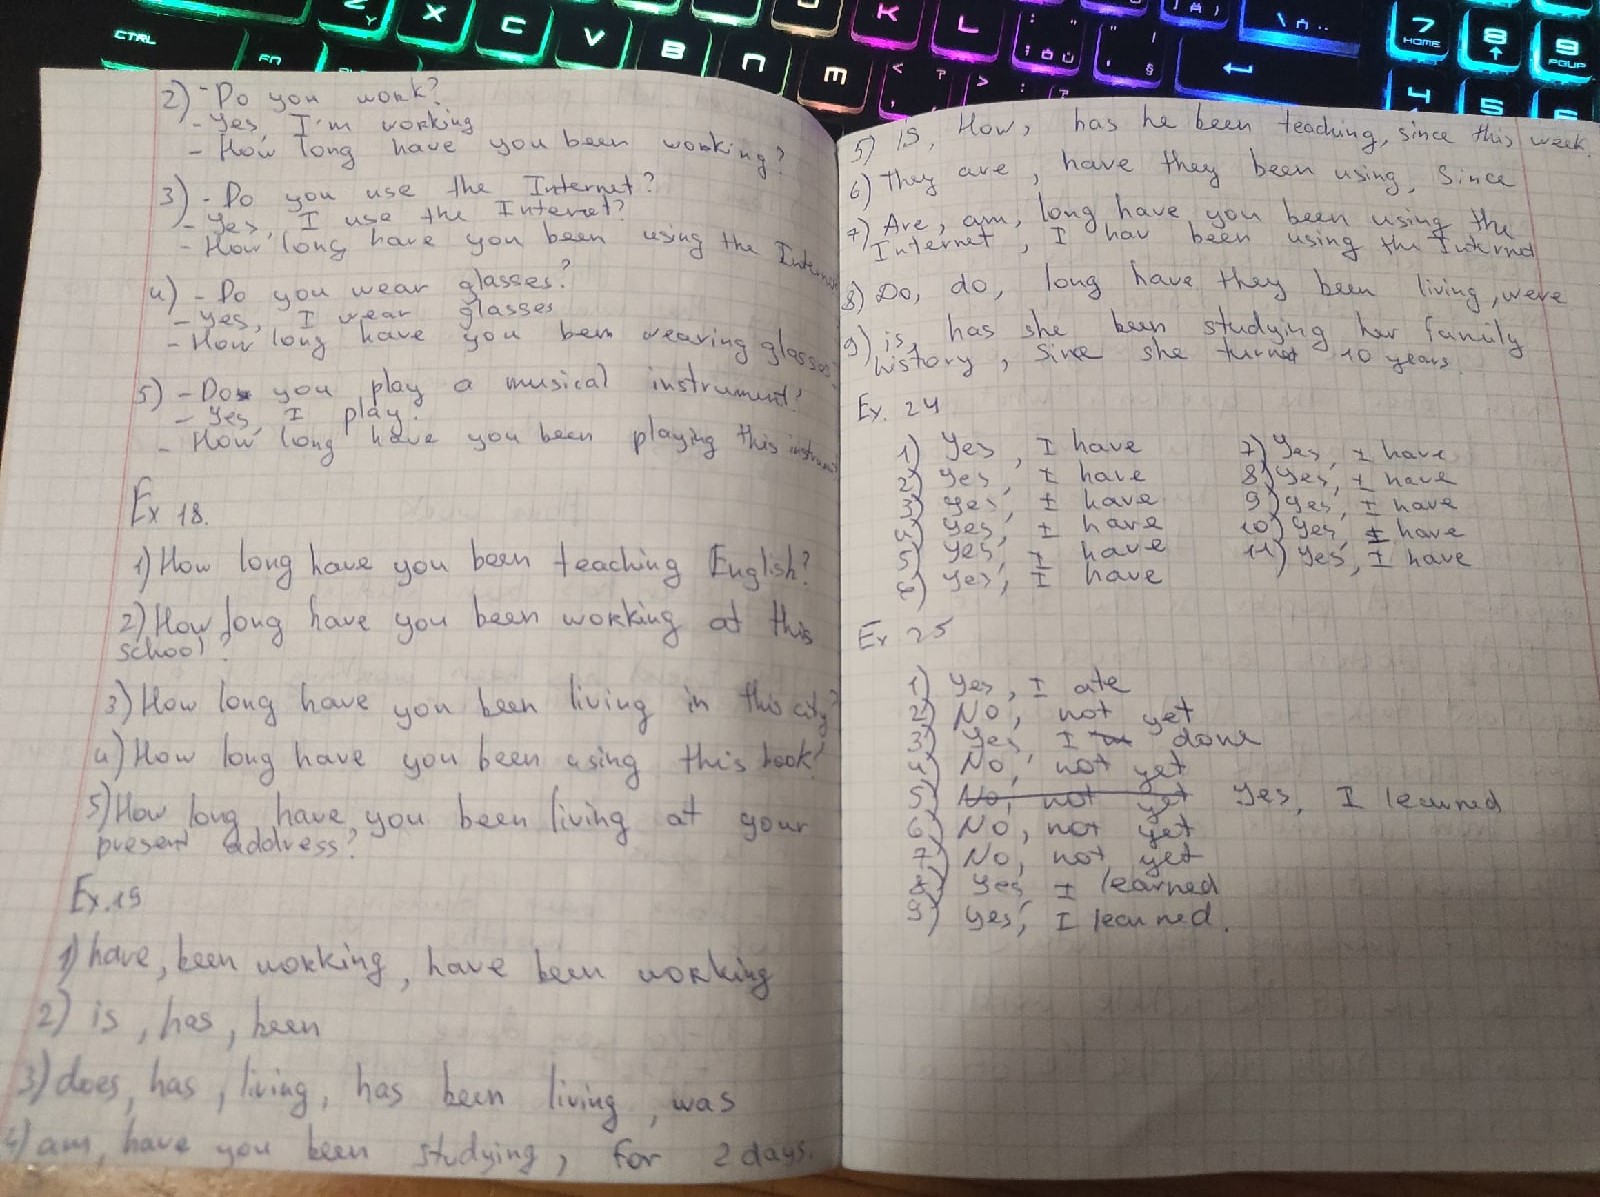 CTRL
FN
Z
Y
X
C
V
B
N
M
K
L
7
HOME
8
9
PGUP
4
5
6
2) - Do you work?
- Yes, I'm working
- How long have you been working?
3) - Do you use the Internet?
- Yes, I use the Internet?
- How long have you been using the Internet
4) - Do you wear glasses?
- Yes, I wear glasses
- How long have you been wearing glasses?
5) - Do you play a musical instrument?
- Yes, I play.
- How long have you been playing this
Ex 18.
1) How long have you been teaching English?
2) How long have you been working at this
school?
3) How long have you been living in this city?
4) How long have you been using this book?
5) How long have you been living at your
present address?
Ex.19
1) have, been working, have been working
2) is, has, been
3) does, has, living, has been living, was
4) am, have you been studying, for 2 days.
5) IS, How, has he been teaching, since this week.
6) They are, have they been using, Since
7) Are, am, long have you been using the
Internet, I hav been using the Internet
8) Do, do, long have they been living, were
9) is, has she been studying her family
history, since she turned 10 years.
Ex. 24
1) Yes, I have
2) Yes, I have
3) Yes, I have
4) Yes, I have
5) Yes, I have
6) Yes, I have
7) Yes, I have
8) Yes, I have
9) Yes, I have
10) Yes, I have
11) Yes, I have
Ex 25
1) Yes, I ate
2) No, not yet
3) Yes, I done
4) No, not yet
5) No, not yet Yes, I learned
6) No, not yet
7) No, not yet
8) Yes I learned
9) Yes, I learned.